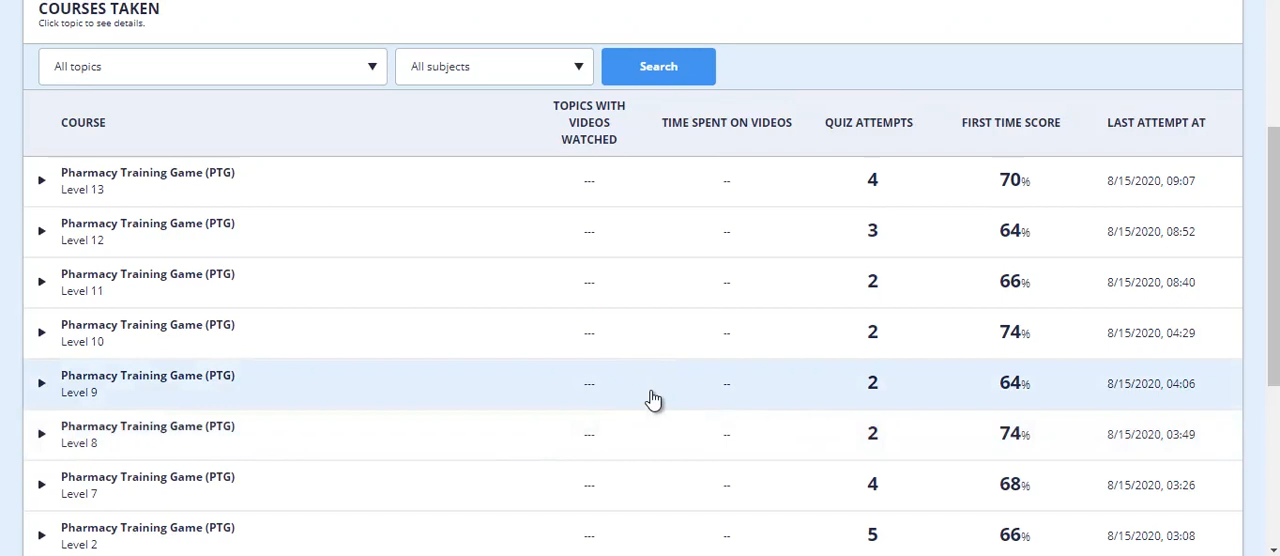 COURSES TAKEN
Click topic to see details.
All topics
All subjects
Search
COURSE
TOPICS WITH
VIDEOS
WATCHED
TIME SPENT ON VIDEOS
QUIZ ATTEMPTS
FIRST TIME SCORE
LAST ATTEMPT AT
Pharmacy Training Game (PTG)
Level 13
---
--
4
70%
8/15/2020, 09:07
Pharmacy Training Game (PTG)
Level 12
---
--
3
64%
8/15/2020, 08:52
Pharmacy Training Game (PTG)
Level 11
---
--
2
66%
8/15/2020, 08:40
Pharmacy Training Game (PTG)
Level 10
---
--
2
74%
8/15/2020, 04:29
Pharmacy Training Game (PTG)
Level 9
---
--
2
64%
8/15/2020, 04:06
Pharmacy Training Game (PTG)
Level 8
---
--
2
74%
8/15/2020, 03:49
Pharmacy Training Game (PTG)
Level 7
---
--
4
68%
8/15/2020, 03:26
Pharmacy Training Game (PTG)
Level 2
---
--
5
66%
8/15/2020, 03:08